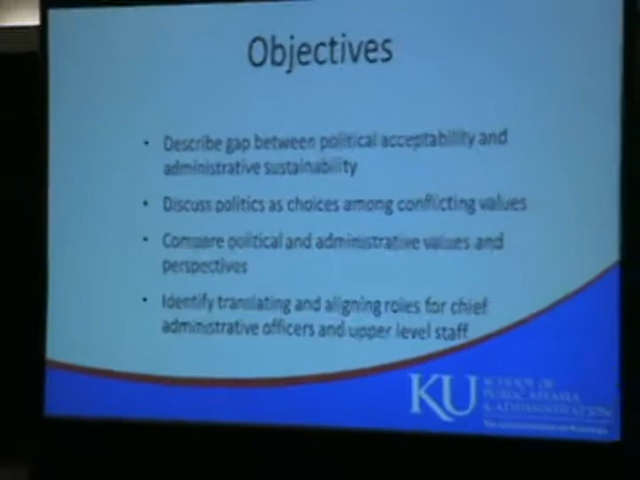 Objectives
• Describe gap between political acceptability and
administrative sustainability
• Discuss politics as choices among conflicting values
• Compare political and administrative values and
perspectives
• Identify translating and aligning roles for chief
administrative officers and upper level staff
KU SCHOOL OF
PUBLIC AFFAIRS
& ADMINISTRATION